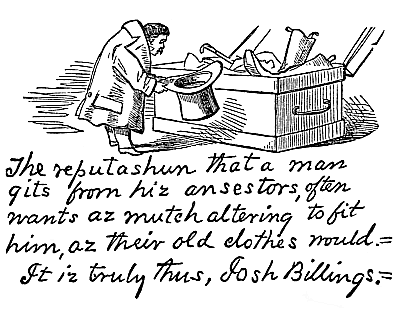 The reputashun that a man
gits from hiz ansestors, often
wants az mutch altering to fit
him, az their old clothes would.=
It iz truly thus, Josh Billings.=